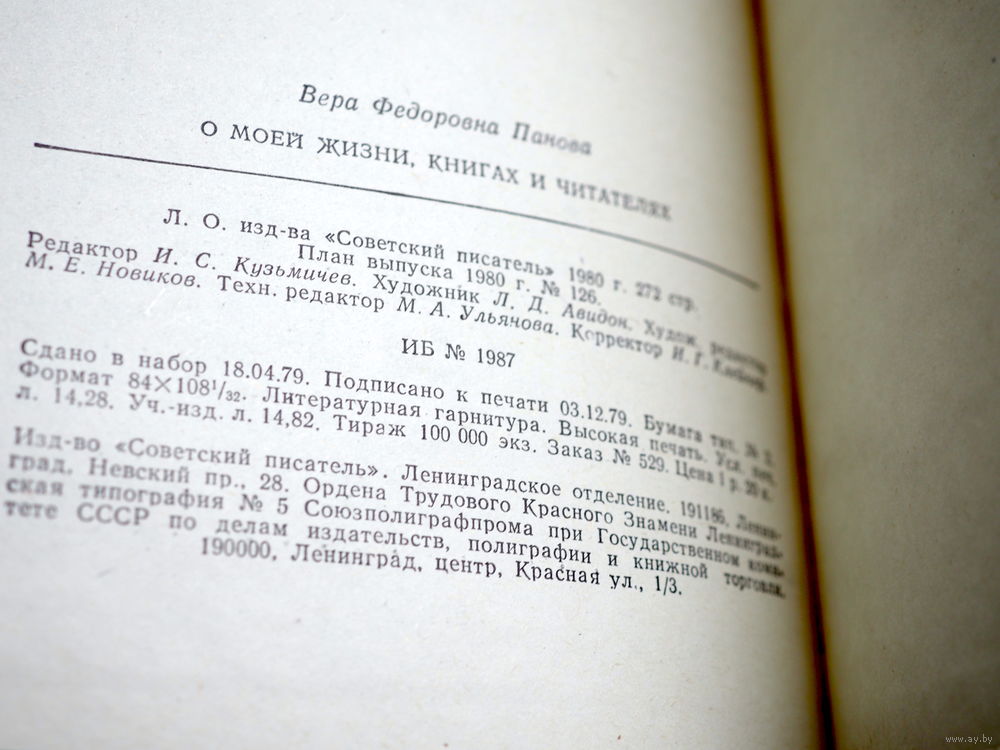 Вера Федоровна Панова
О МОЕЙ ЖИЗНИ, КНИГАХ И ЧИТАТЕЛЯХ
Л. О. изд-ва «Советский писатель» 1980 г. 272 стр.
План выпуска 1980 г. № 126.
Редактор И. С. Кузьмичев. Художник Л. Д. Авидон. Худож. редактор
М. Е. Новиков. Техн. редактор М. А. Ульянова. Корректор И. Г.
ИБ № 1987
Сдано в набор 18.04.79. Подписано к печати 03.12.79. Бумага тип. № 2.
Формат 84×108¹/₃₂. Литературная гарнитура. Высокая печать. Усл. печ.
л. 14,28. Уч.-изд. л. 14,82. Тираж 100 000 экз. Заказ № 529. Цена 1 р. 20 к.
Изд-во «Советский писатель». Ленинградское отделение. 191186, Ленин-
град, Невский пр., 28. Ордена Трудового Красного Знамени Ленинград-
ская типография № 5 Союзполиграфпрома при Государственном коми-
тете СССР по делам издательств, полиграфии и книжной торговли.
190000, Ленинград, центр, Красная ул., 1/3.
www.ay.by